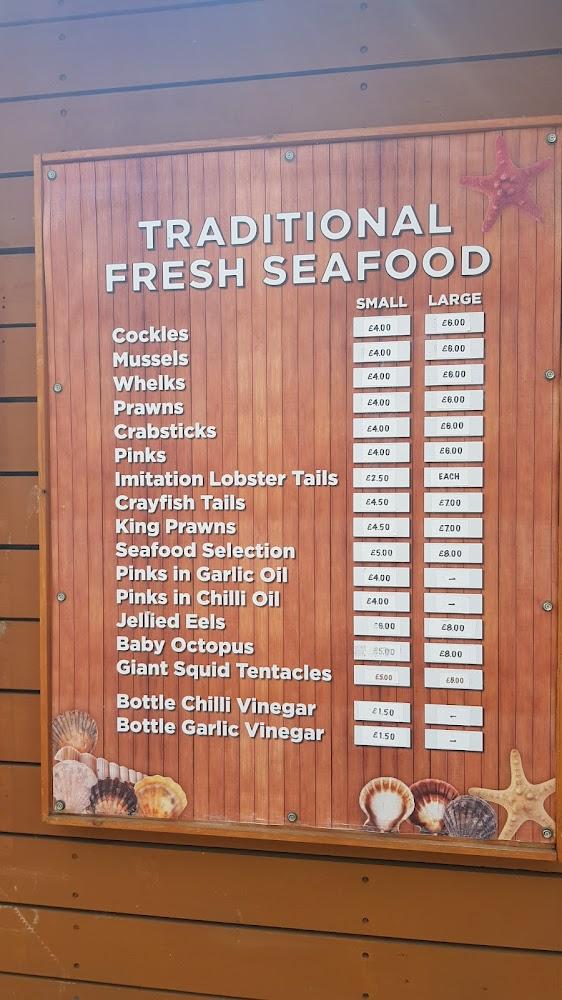 TRADITIONAL
FRESH SEAFOOD
SMALL LARGE
Cockles £4.00 £6.00
Mussels £4.00 £6.00
Whelks £4.00 £6.00
Prawns £4.00 £6.00
Crabsticks £4.00 £6.00
Pinks £4.00 £6.00
Imitation Lobster Tails £2.50 EACH
Crayfish Tails £4.50 £7.00
King Prawns £4.50 £7.00
Seafood Selection £5.00 £8.00
Pinks in Garlic Oil £4.00 –
Pinks in Chilli Oil £4.00 –
Jellied Eels £8.00
Baby Octopus £5.00 £8.00
Giant Squid Tentacles £5.00
Bottle Chilli Vinegar £1.50 –
Bottle Garlic Vinegar £1.50 –